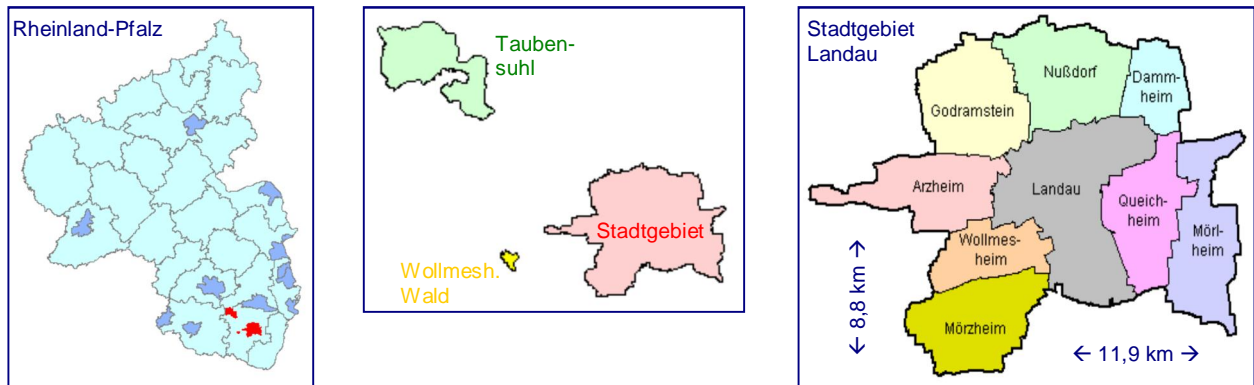 Rheinland-Pfalz
Tauben-
suhl
Stadtgebiet
Wollmesh.
Wald
Stadtgebiet
Landau
Nußdorf
Damm-
heim
Godramstein
Arzheim
Landau
Queich-
heim
Mörl-
heim
Wollmes-
heim
Mörzheim
← 8,8 km →
← 11,9 km →